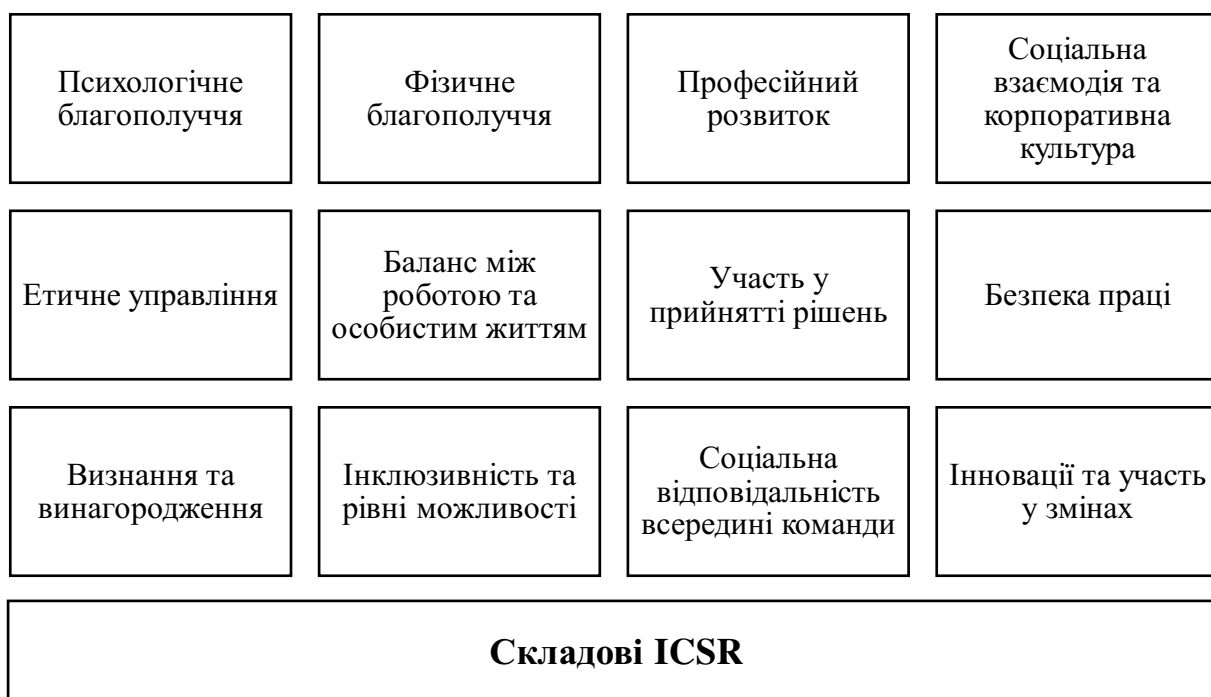 Психологічне
благополуччя
Фізичне
благополуччя
Професійний
розвиток
Соціальна
взаємодія та
корпоративна
культура
Етичне управління
Баланс між
роботою та
особистим життям
Участь у
прийнятті рішень
Безпека праці
Визнання та
винагородження
Інклюзивність та
рівні можливості
Соціальна
відповідальність
всередині команди
Інновації та участь
у змінах
Складові ICSR